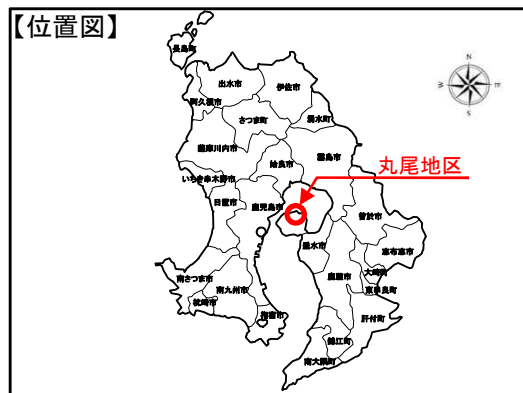 【位置図】
長島町
出水市
伊佐市
阿久根市
湧水町
さつま町
薩摩川内市
姶良市
霧島市
いちき串木野市
丸尾地区
日置市
鹿児島市
曽於市
垂水市
志布志市
鹿屋市
大崎町
東串良町
南さつま市
南九州市
枕崎市
指宿市
肝付町
錦江町
南大隅町
N
W
E
S